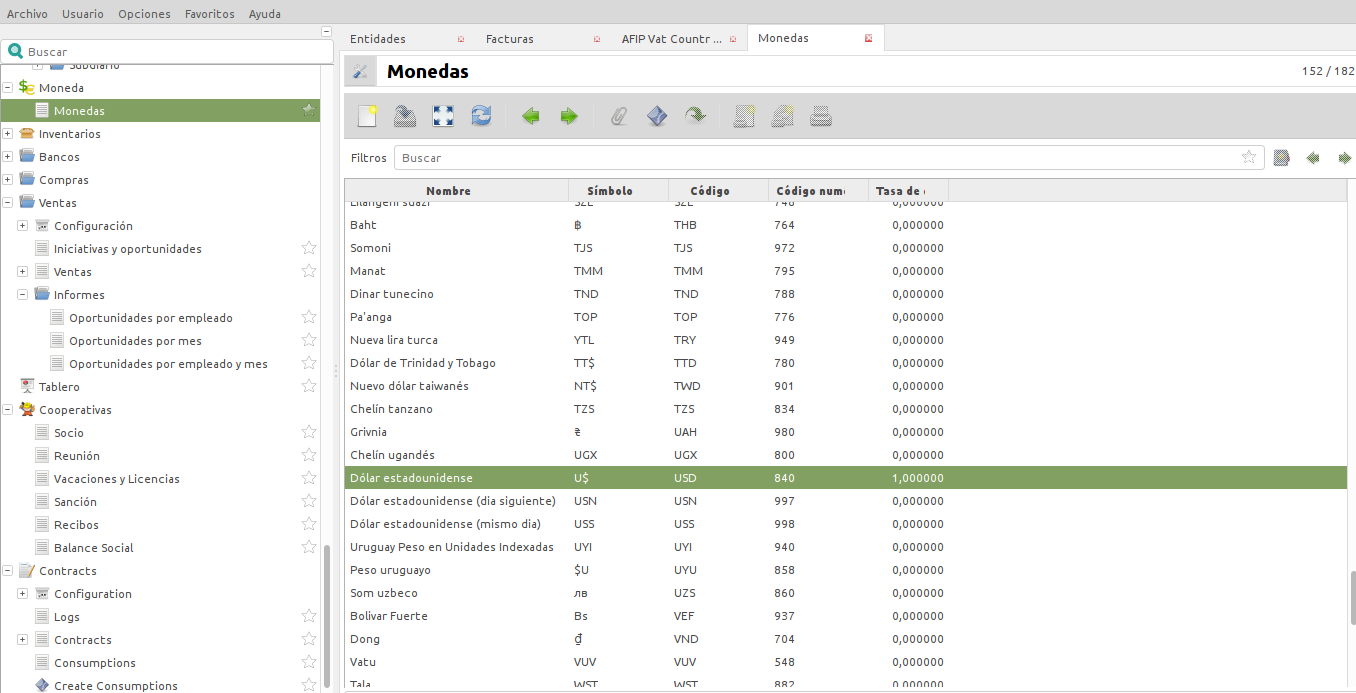 Archivo Usuario Opciones Favoritos Ayuda
Buscar
Subdiario
Moneda
Monedas
Inventarios
Bancos
Compras
Ventas
Configuración
Iniciativas y oportunidades
Ventas
Informes
Oportunidades por empleado
Oportunidades por mes
Oportunidades por empleado y mes
Tablero
Cooperativas
Socio
Reunión
Vacaciones y Licencias
Sanción
Recibos
Balance Social
Contracts
Configuration
Logs
Contracts
Consumptions
Create Consumptions
Entidades Facturas AFIP Vat Countr ... Monedas
Monedas 152 / 182
Filtros Buscar
Nombre Símbolo Código Código num Tasa de
Lilangeni suazi SZL SZL 748 0,000000
Baht ฿ THB 764 0,000000
Somoni TJS TJS 972 0,000000
Manat TMM TMM 795 0,000000
Dinar tunecino TND TND 788 0,000000
Pa'anga TOP TOP 776 0,000000
Nueva lira turca YTL TRY 949 0,000000
Dólar de Trinidad y Tobago TT$ TTD 780 0,000000
Nuevo dólar taiwanés NT$ TWD 901 0,000000
Chelín tanzano TZS TZS 834 0,000000
Grivnia ₴ UAH 980 0,000000
Chelín ugandés UGX UGX 800 0,000000
Dólar estadounidense U$ USD 840 1,000000
Dólar estadounidense (dia siguiente) USN USN 997 0,000000
Dólar estadounidense (mismo dia) USS USS 998 0,000000
Uruguay Peso en Unidades Indexadas UYI UYI 940 0,000000
Peso uruguayo $U UYU 858 0,000000
Som uzbeco лв UZS 860 0,000000
Bolivar Fuerte Bs VEF 937 0,000000
Dong ₫ VND 704 0,000000
Vatu VUV VUV 548 0,000000
Tala WST WST 882 0,000000